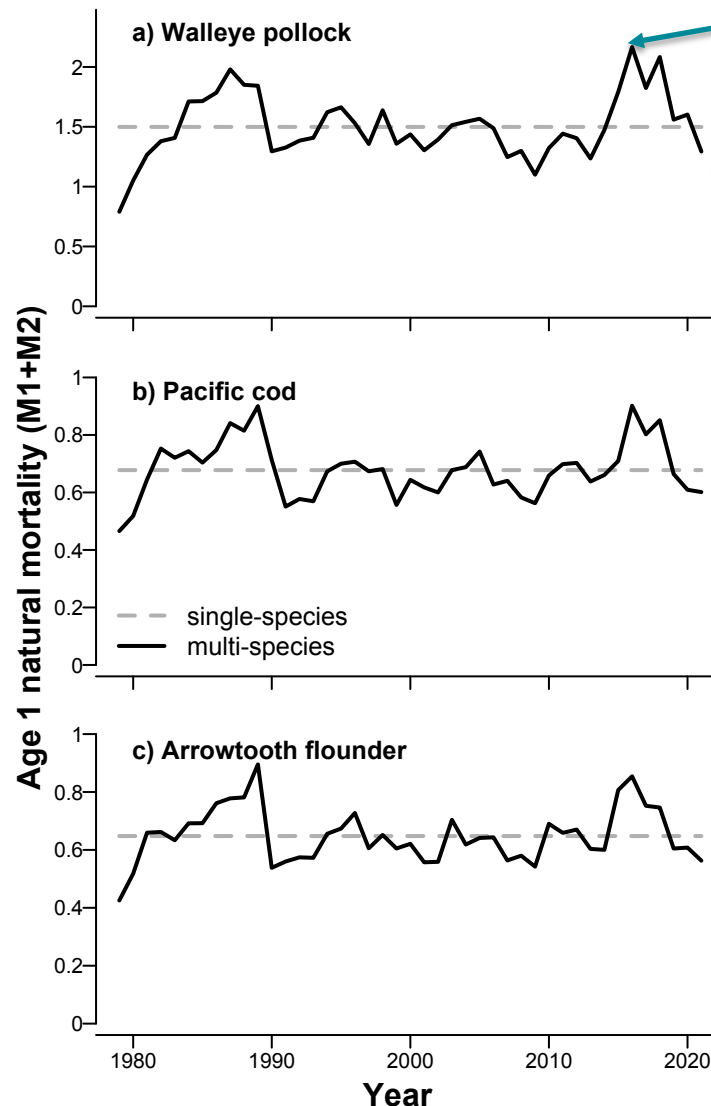 a) Walleye pollock
2
1.5
1
0.5
0
Age 1 natural mortality (M1+M2)
b) Pacific cod
1
0.8
0.6
0.4
0.2
0
single-species
multi-species
c) Arrowtooth flounder
1
0.8
0.6
0.4
0.2
0
1980 1990 2000 2010 2020
Year